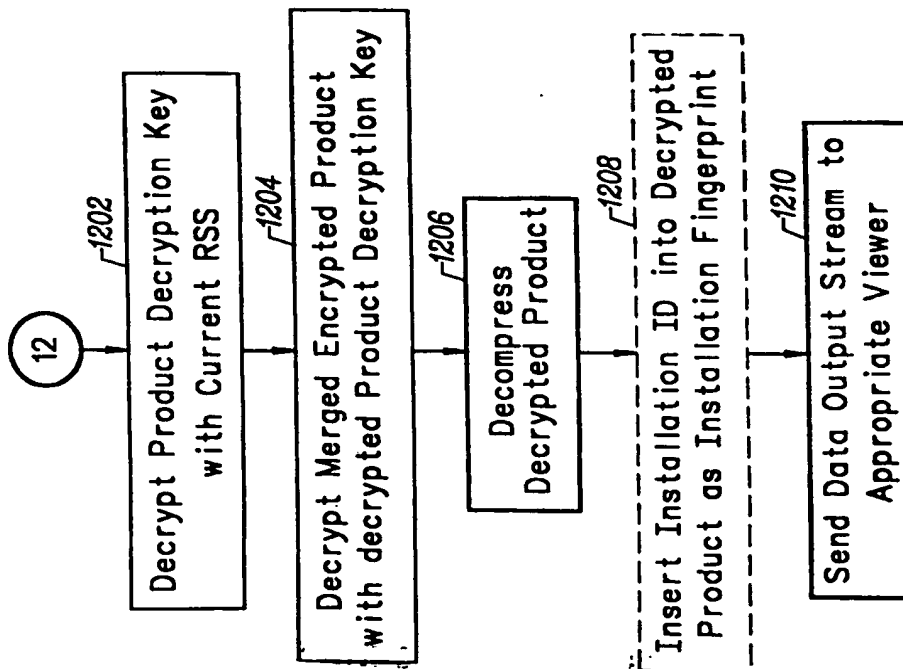 12
1202
Decrypt Product Decryption Key
with Current RSS
1204
Decrypt Merged Encrypted Product
with decrypted Product Decryption Key
1206
Decompress
Decrypted Product
1208
Insert Installation ID into Decrypted
Product as Installation Fingerprint
1210
Send Data Output Stream to
Appropriate Viewer